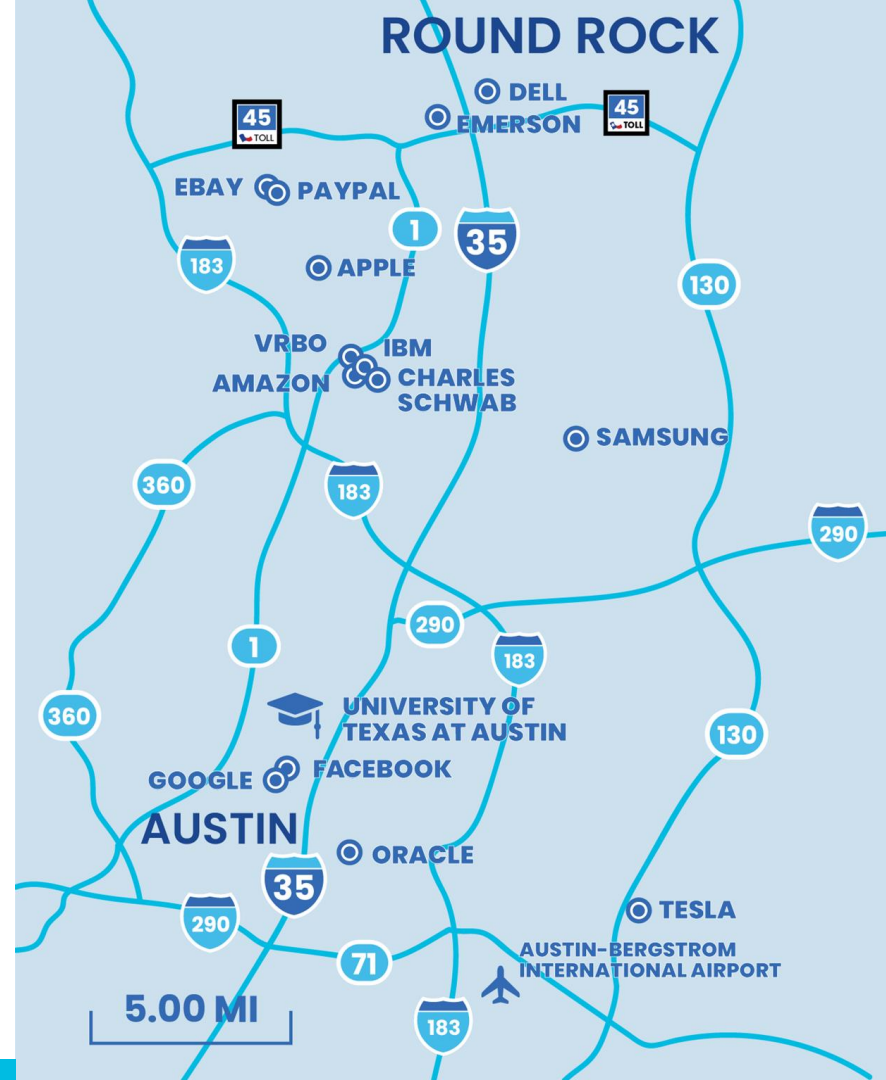 ROUND ROCK
DELL
45
TOLL
45
TOLL
EMERSON
EBAY
PAYPAL
1
35
183
APPLE
130
VRBO
IBM
AMAZON
CHARLES
SCHWAB
SAMSUNG
360
183
290
290
1
183
UNIVERSITY OF
TEXAS AT AUSTIN
360
130
FACEBOOK
GOOGLE
AUSTIN
ORACLE
35
TESLA
290
AUSTIN-BERGSTROM
INTERNATIONAL AIRPORT
71
5.00 MI
183